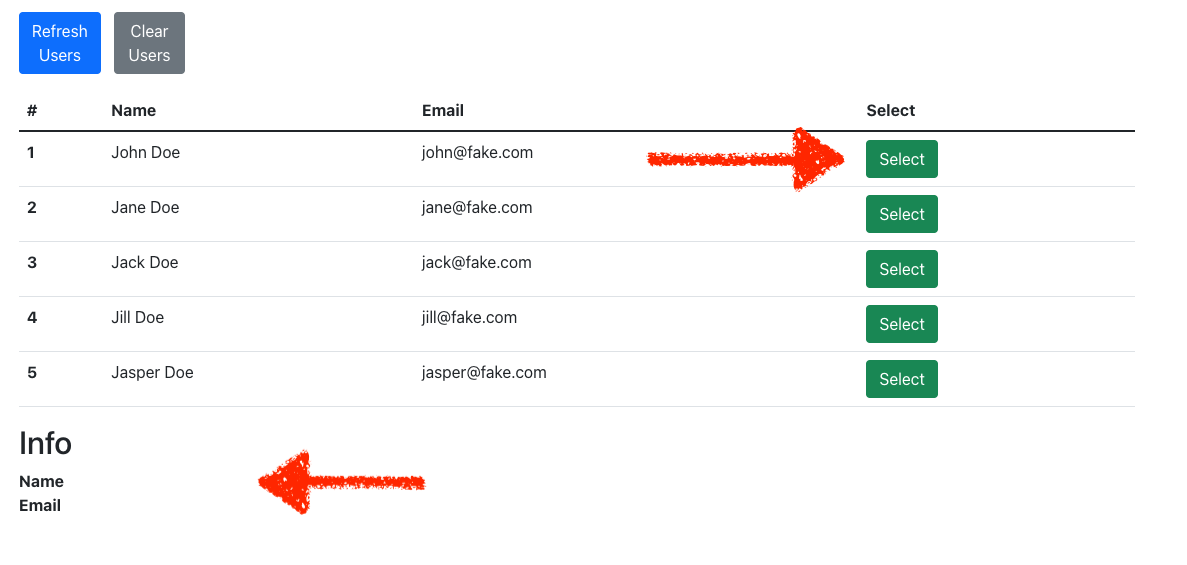 Refresh Users
Clear Users
# Name Email Select
1 John Doe john@fake.com Select
2 Jane Doe jane@fake.com Select
3 Jack Doe jack@fake.com Select
4 Jill Doe jill@fake.com Select
5 Jasper Doe jasper@fake.com Select
Info
Name
Email